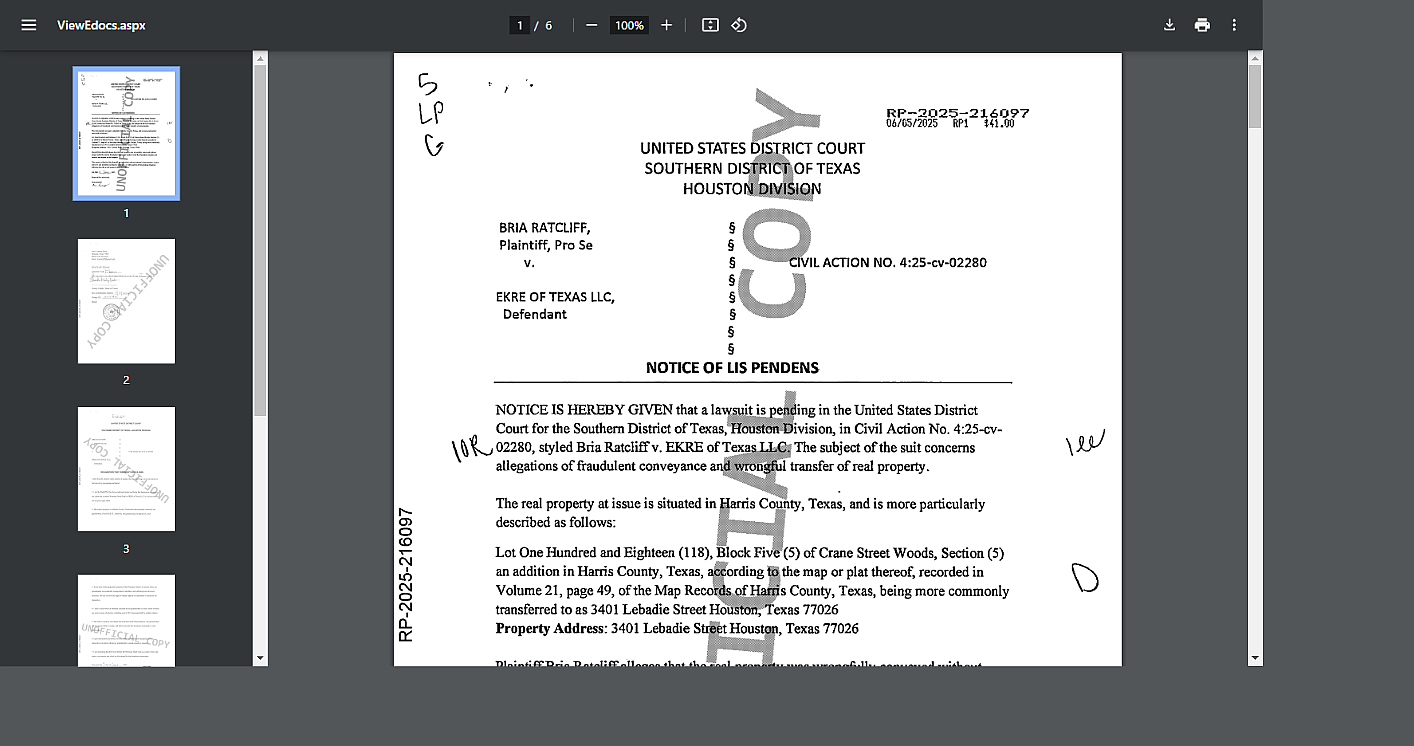 ViewEdocs.aspx
1 / 6
100%
1
2
3
UNOFFICIAL COPY
UNOFFICIAL COPY
UNOFFICIAL COPY
UNOFFICIAL COPY
5
LP
G
RP-2025-216097
06/05/2025 RP1 $41.00
UNITED STATES DISTRICT COURT
SOUTHERN DISTRICT OF TEXAS
HOUSTON DIVISION
BRIA RATCLIFF, §
Plaintiff, Pro Se §
v. § CIVIL ACTION NO. 4:25-cv-02280
§
EKRE OF TEXAS LLC, §
Defendant §
§
§
NOTICE OF LIS PENDENS
NOTICE IS HEREBY GIVEN that a lawsuit is pending in the United States District
Court for the Southern District of Texas, Houston Division, in Civil Action No. 4:25-cv-
10R
02280, styled Bria Ratcliff v. EKRE of Texas LLC. The subject of the suit concerns
allegations of fraudulent conveyance and wrongful transfer of real property.
The real property at issue is situated in Harris County, Texas, and is more particularly
described as follows:
Lot One Hundred and Eighteen (118), Block Five (5) of Crane Street Woods, Section (5)
an addition in Harris County, Texas, according to the map or plat thereof, recorded in
Volume 21, page 49, of the Map Records of Harris County, Texas, being more commonly
transferred to as 3401 Lebadie Street Houston, Texas 77026
Property Address: 3401 Lebadie Street Houston, Texas 77026
Plaintiff Bria Ratcliff alleges that the real property was wrongfully conveyed without
D
RP-2025-216097
ICIAL COPY